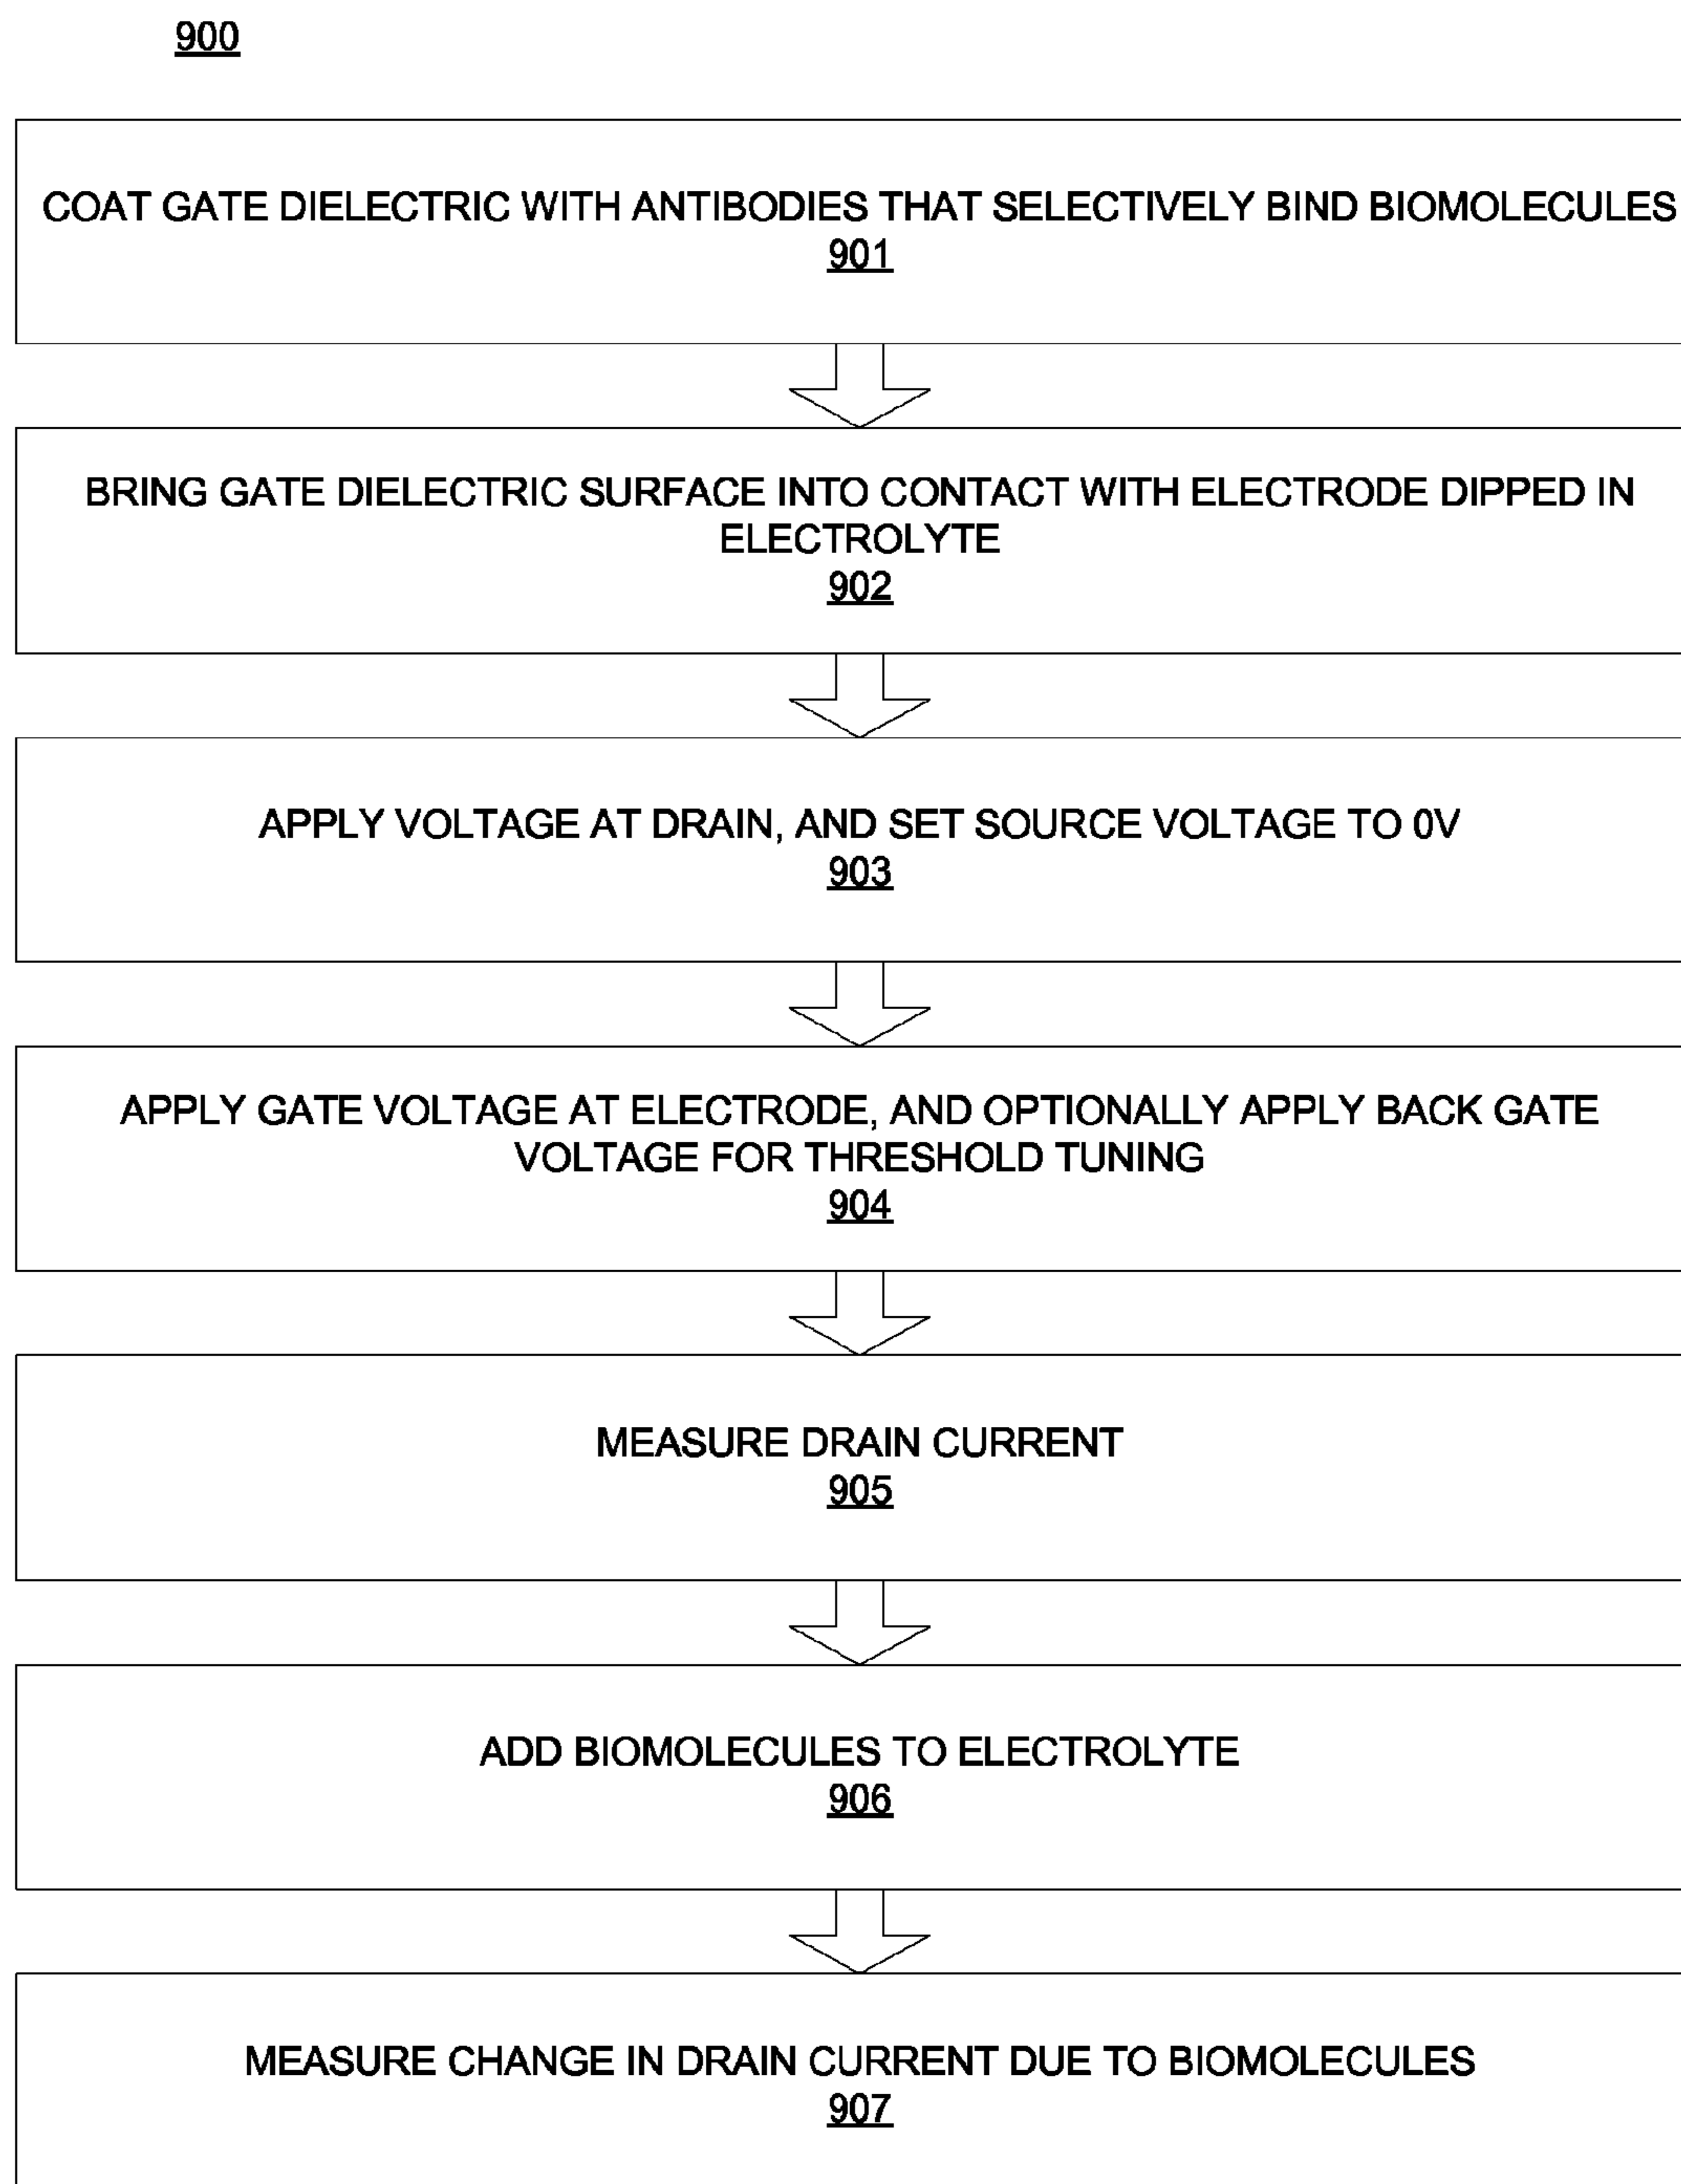 900
COAT GATE DIELECTRIC WITH ANTIBODIES THAT SELECTIVELY BIND BIOMOLECULES
901
BRING GATE DIELECTRIC SURFACE INTO CONTACT WITH ELECTRODE DIPPED IN
ELECTROLYTE
902
APPLY VOLTAGE AT DRAIN, AND SET SOURCE VOLTAGE TO 0V
903
APPLY GATE VOLTAGE AT ELECTRODE, AND OPTIONALLY APPLY BACK GATE
VOLTAGE FOR THRESHOLD TUNING
904
MEASURE DRAIN CURRENT
905
ADD BIOMOLECULES TO ELECTROLYTE
906
MEASURE CHANGE IN DRAIN CURRENT DUE TO BIOMOLECULES
907